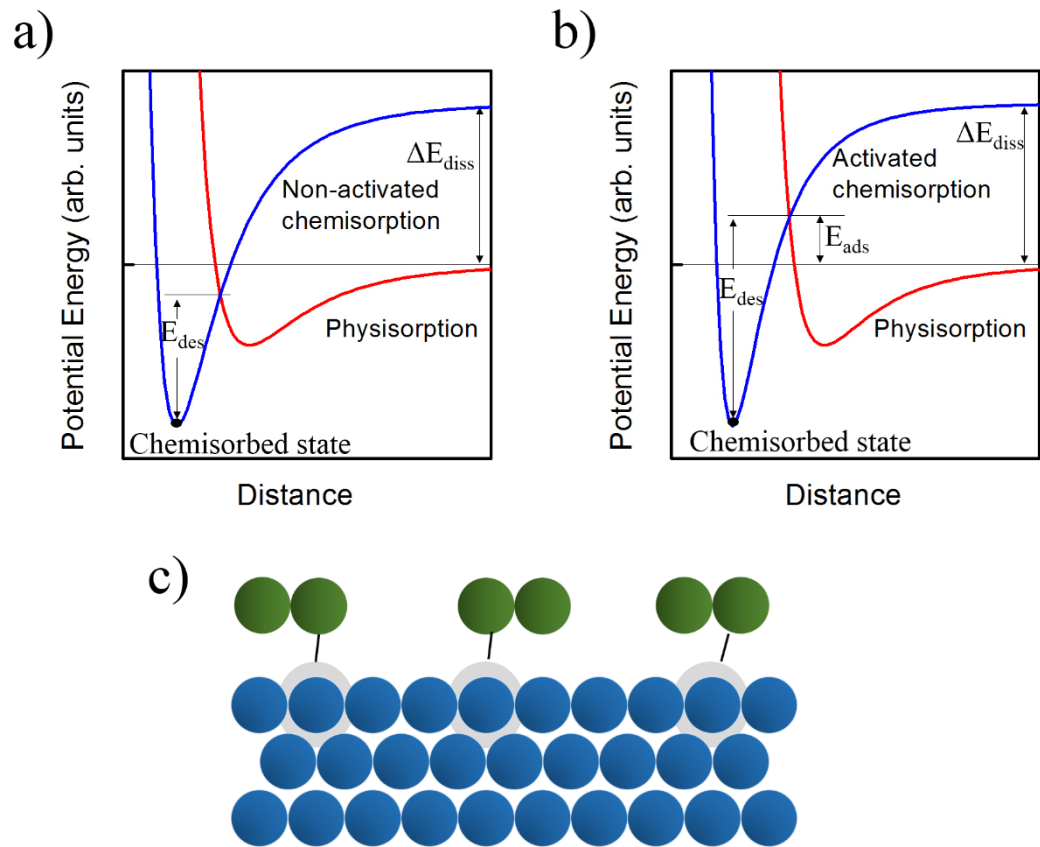 a)
Potential Energy (arb. units)
ΔE_diss
Non-activated
chemisorption
E_des
Physisorption
Chemisorbed state
Distance
b)
Potential Energy (arb. units)
ΔE_diss
Activated
chemisorption
E_ads
E_des
Physisorption
Chemisorbed state
Distance
c)